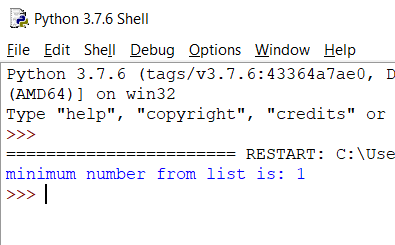 Python 3.7.6 Shell
File Edit Shell Debug Options Window Help
Python 3.7.6 (tags/v3.7.6:43364a7ae0, D
(AMD64)] on win32
Type "help", "copyright", "credits" or
>>>
======================= RESTART: C:\Use
minimum number from list is: 1
>>>